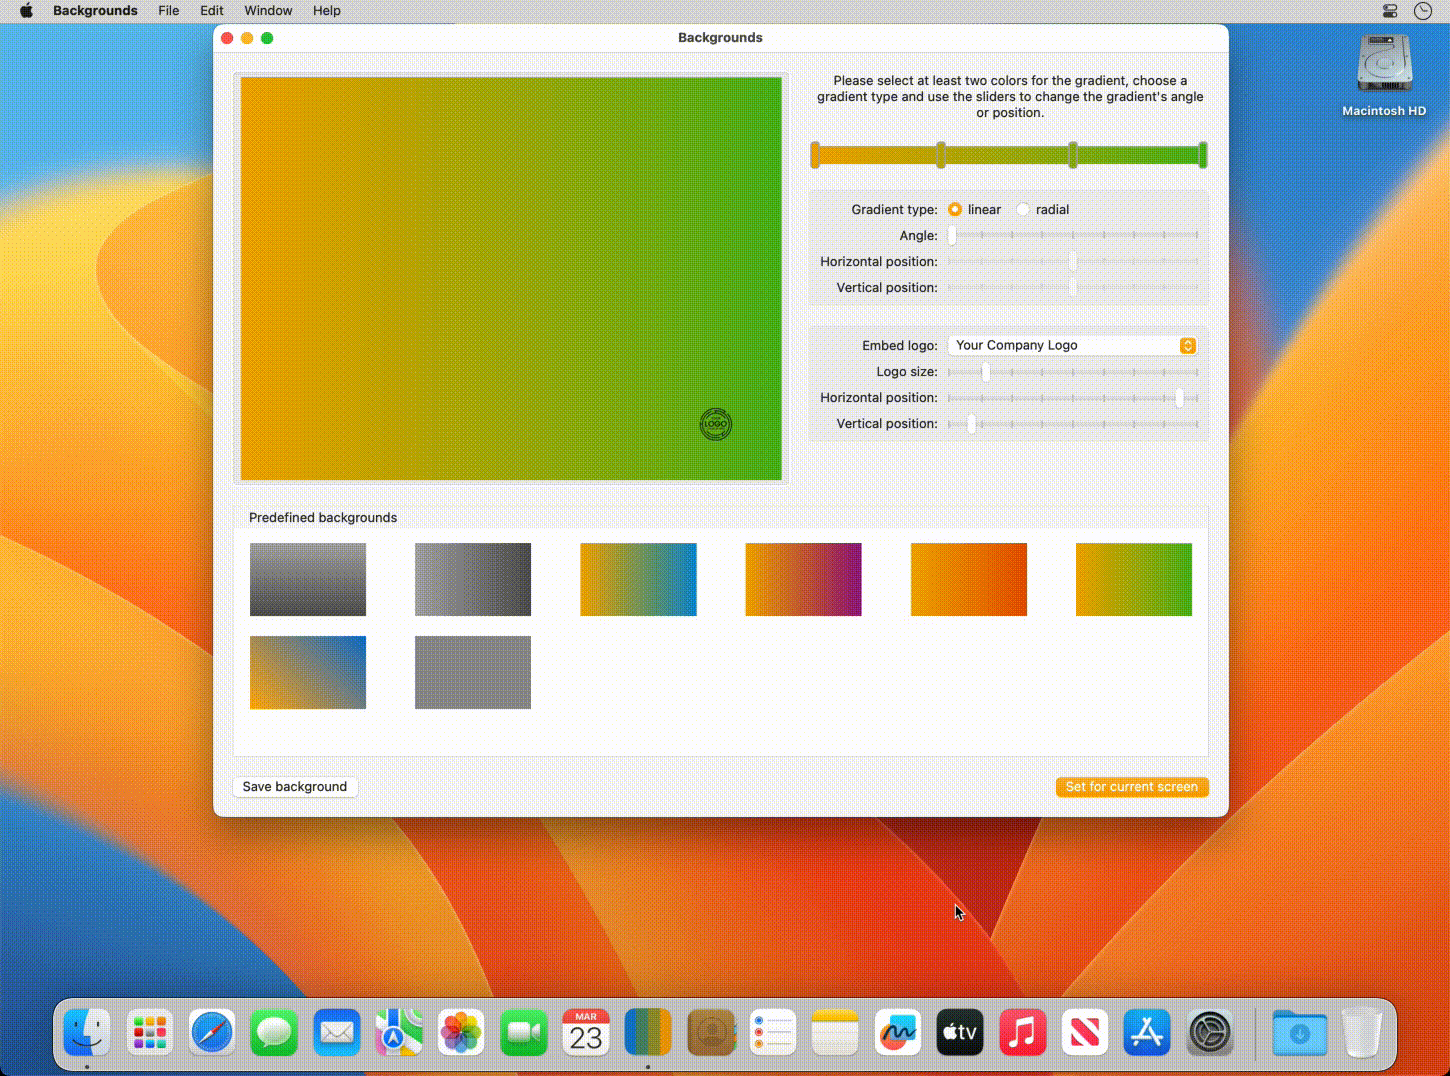 Backgrounds File Edit Window Help
Backgrounds
Macintosh HD
Please select at least two colors for the gradient, choose a
gradient type and use the sliders to change the gradient's angle
or position.
Gradient type: linear radial
Angle:
Horizontal position:
Vertical position:
Embed logo: Your Company Logo
Logo size:
Horizontal position:
Vertical position:
LOGO
Predefined backgrounds
Save background
Set for current screen
MAR
23
tv